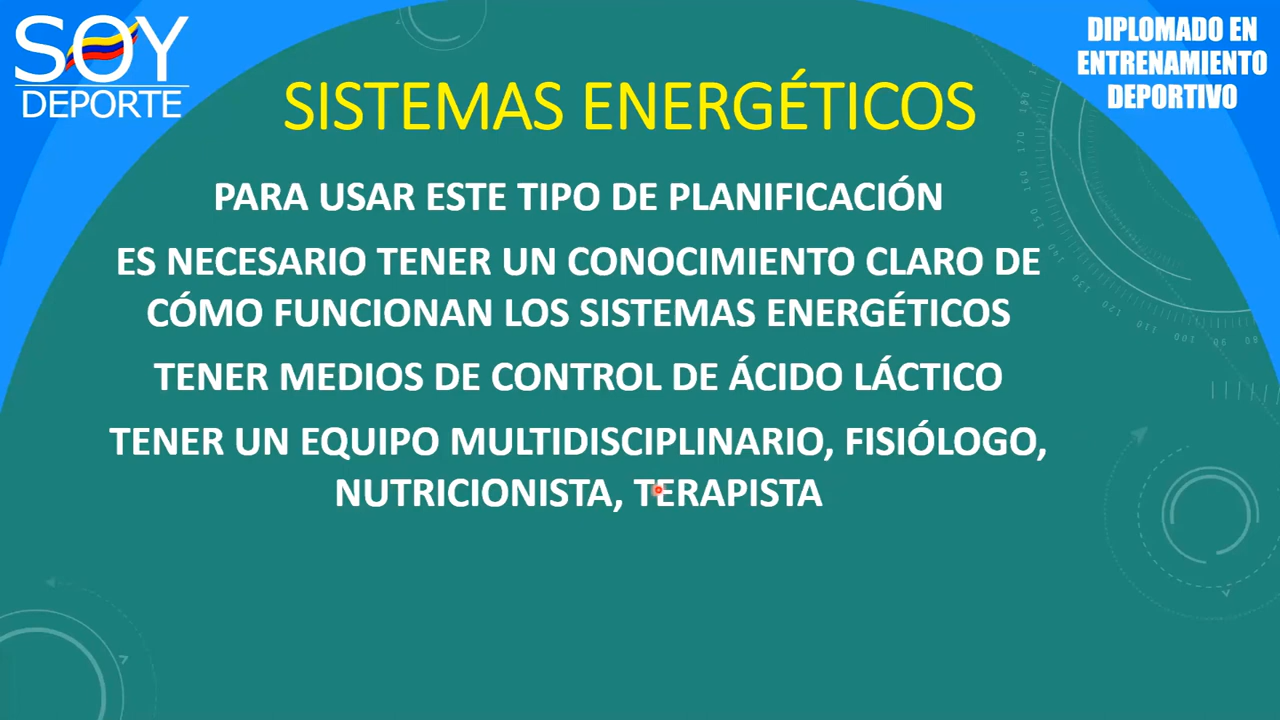 SOY
DEPORTE
DIPLOMADO EN
ENTRENAMIENTO
DEPORTIVO
SISTEMAS ENERGÉTICOS
PARA USAR ESTE TIPO DE PLANIFICACIÓN
ES NECESARIO TENER UN CONOCIMIENTO CLARO DE
CÓMO FUNCIONAN LOS SISTEMAS ENERGÉTICOS
TENER MEDIOS DE CONTROL DE ÁCIDO LÁCTICO
TENER UN EQUIPO MULTIDISCIPLINARIO, FISIÓLOGO,
NUTRICIONISTA, TERAPISTA